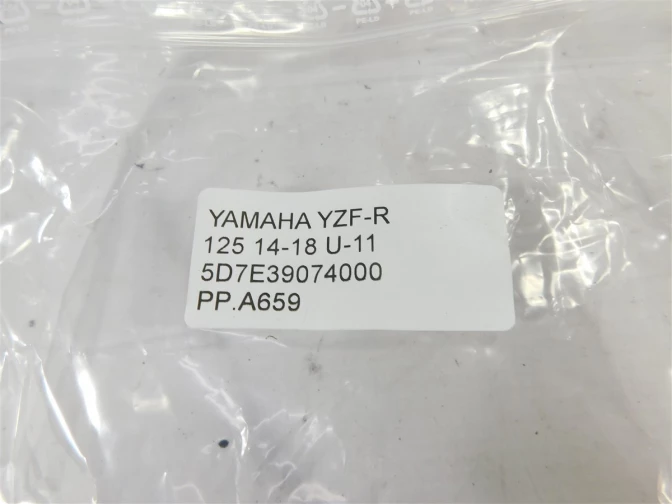 YAMAHA YZF-R
125 14-18 U-11
5D7E39074000
PP.A659